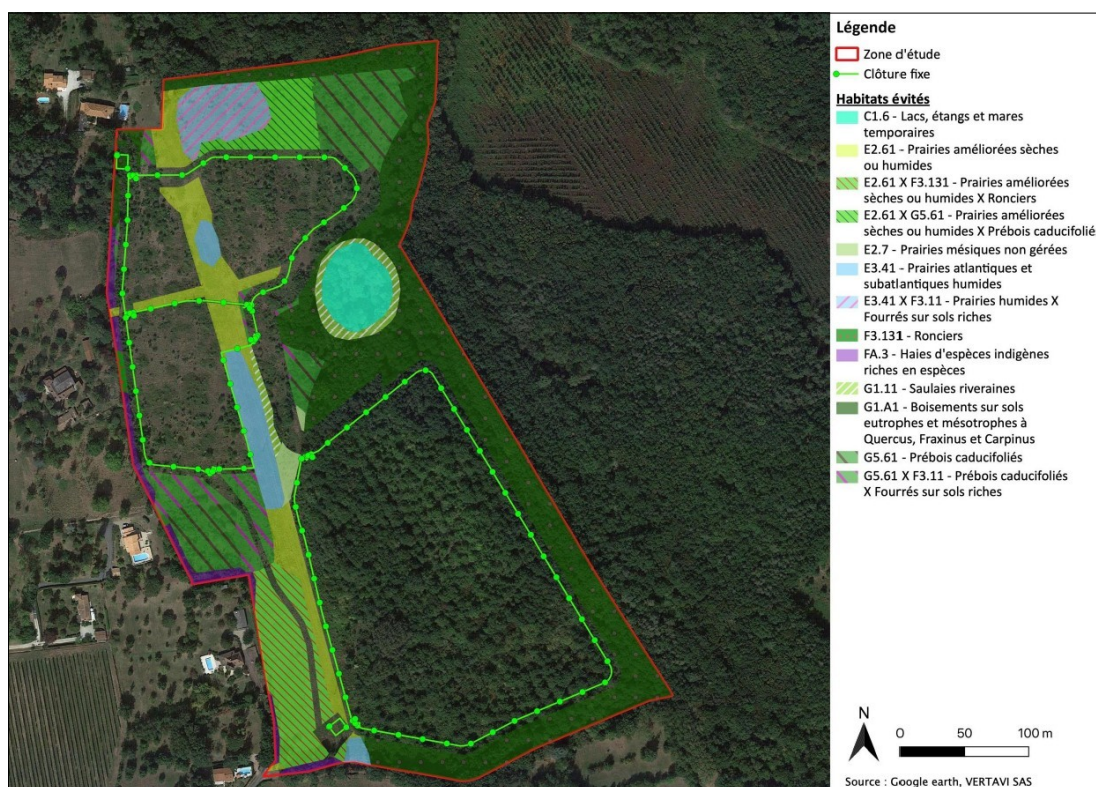 Légende
Zone d'étude
Clôture fixe
Habitats évités
C1.6 - Lacs, étangs et mares
temporaires
E2.61 - Prairies améliorées sèches
ou humides
E2.61 X F3.131 - Prairies améliorées
sèches ou humides X Ronciers
E2.61 X G5.61 - Prairies améliorées
sèches ou humides X Prébois caducifoliés
E2.7 - Prairies mésiques non gérées
E3.41 - Prairies atlantiques et
subatlantiques humides
E3.41 X F3.11 - Prairies humides X
Fourrés sur sols riches
F3.131 - Ronciers
FA.3 - Haies d'espèces indigènes
riches en espèces
G1.11 - Saulaies riveraines
G1.A1 - Boisements sur sols
eutrophes et mésotrophes à
Quercus, Fraxinus et Carpinus
G5.61 - Prébois caducifoliés
G5.61 X F3.11 - Prébois caducifoliés
X Fourrés sur sols riches
N
0 50 100 m
Source : Google earth, VERTAVI SAS